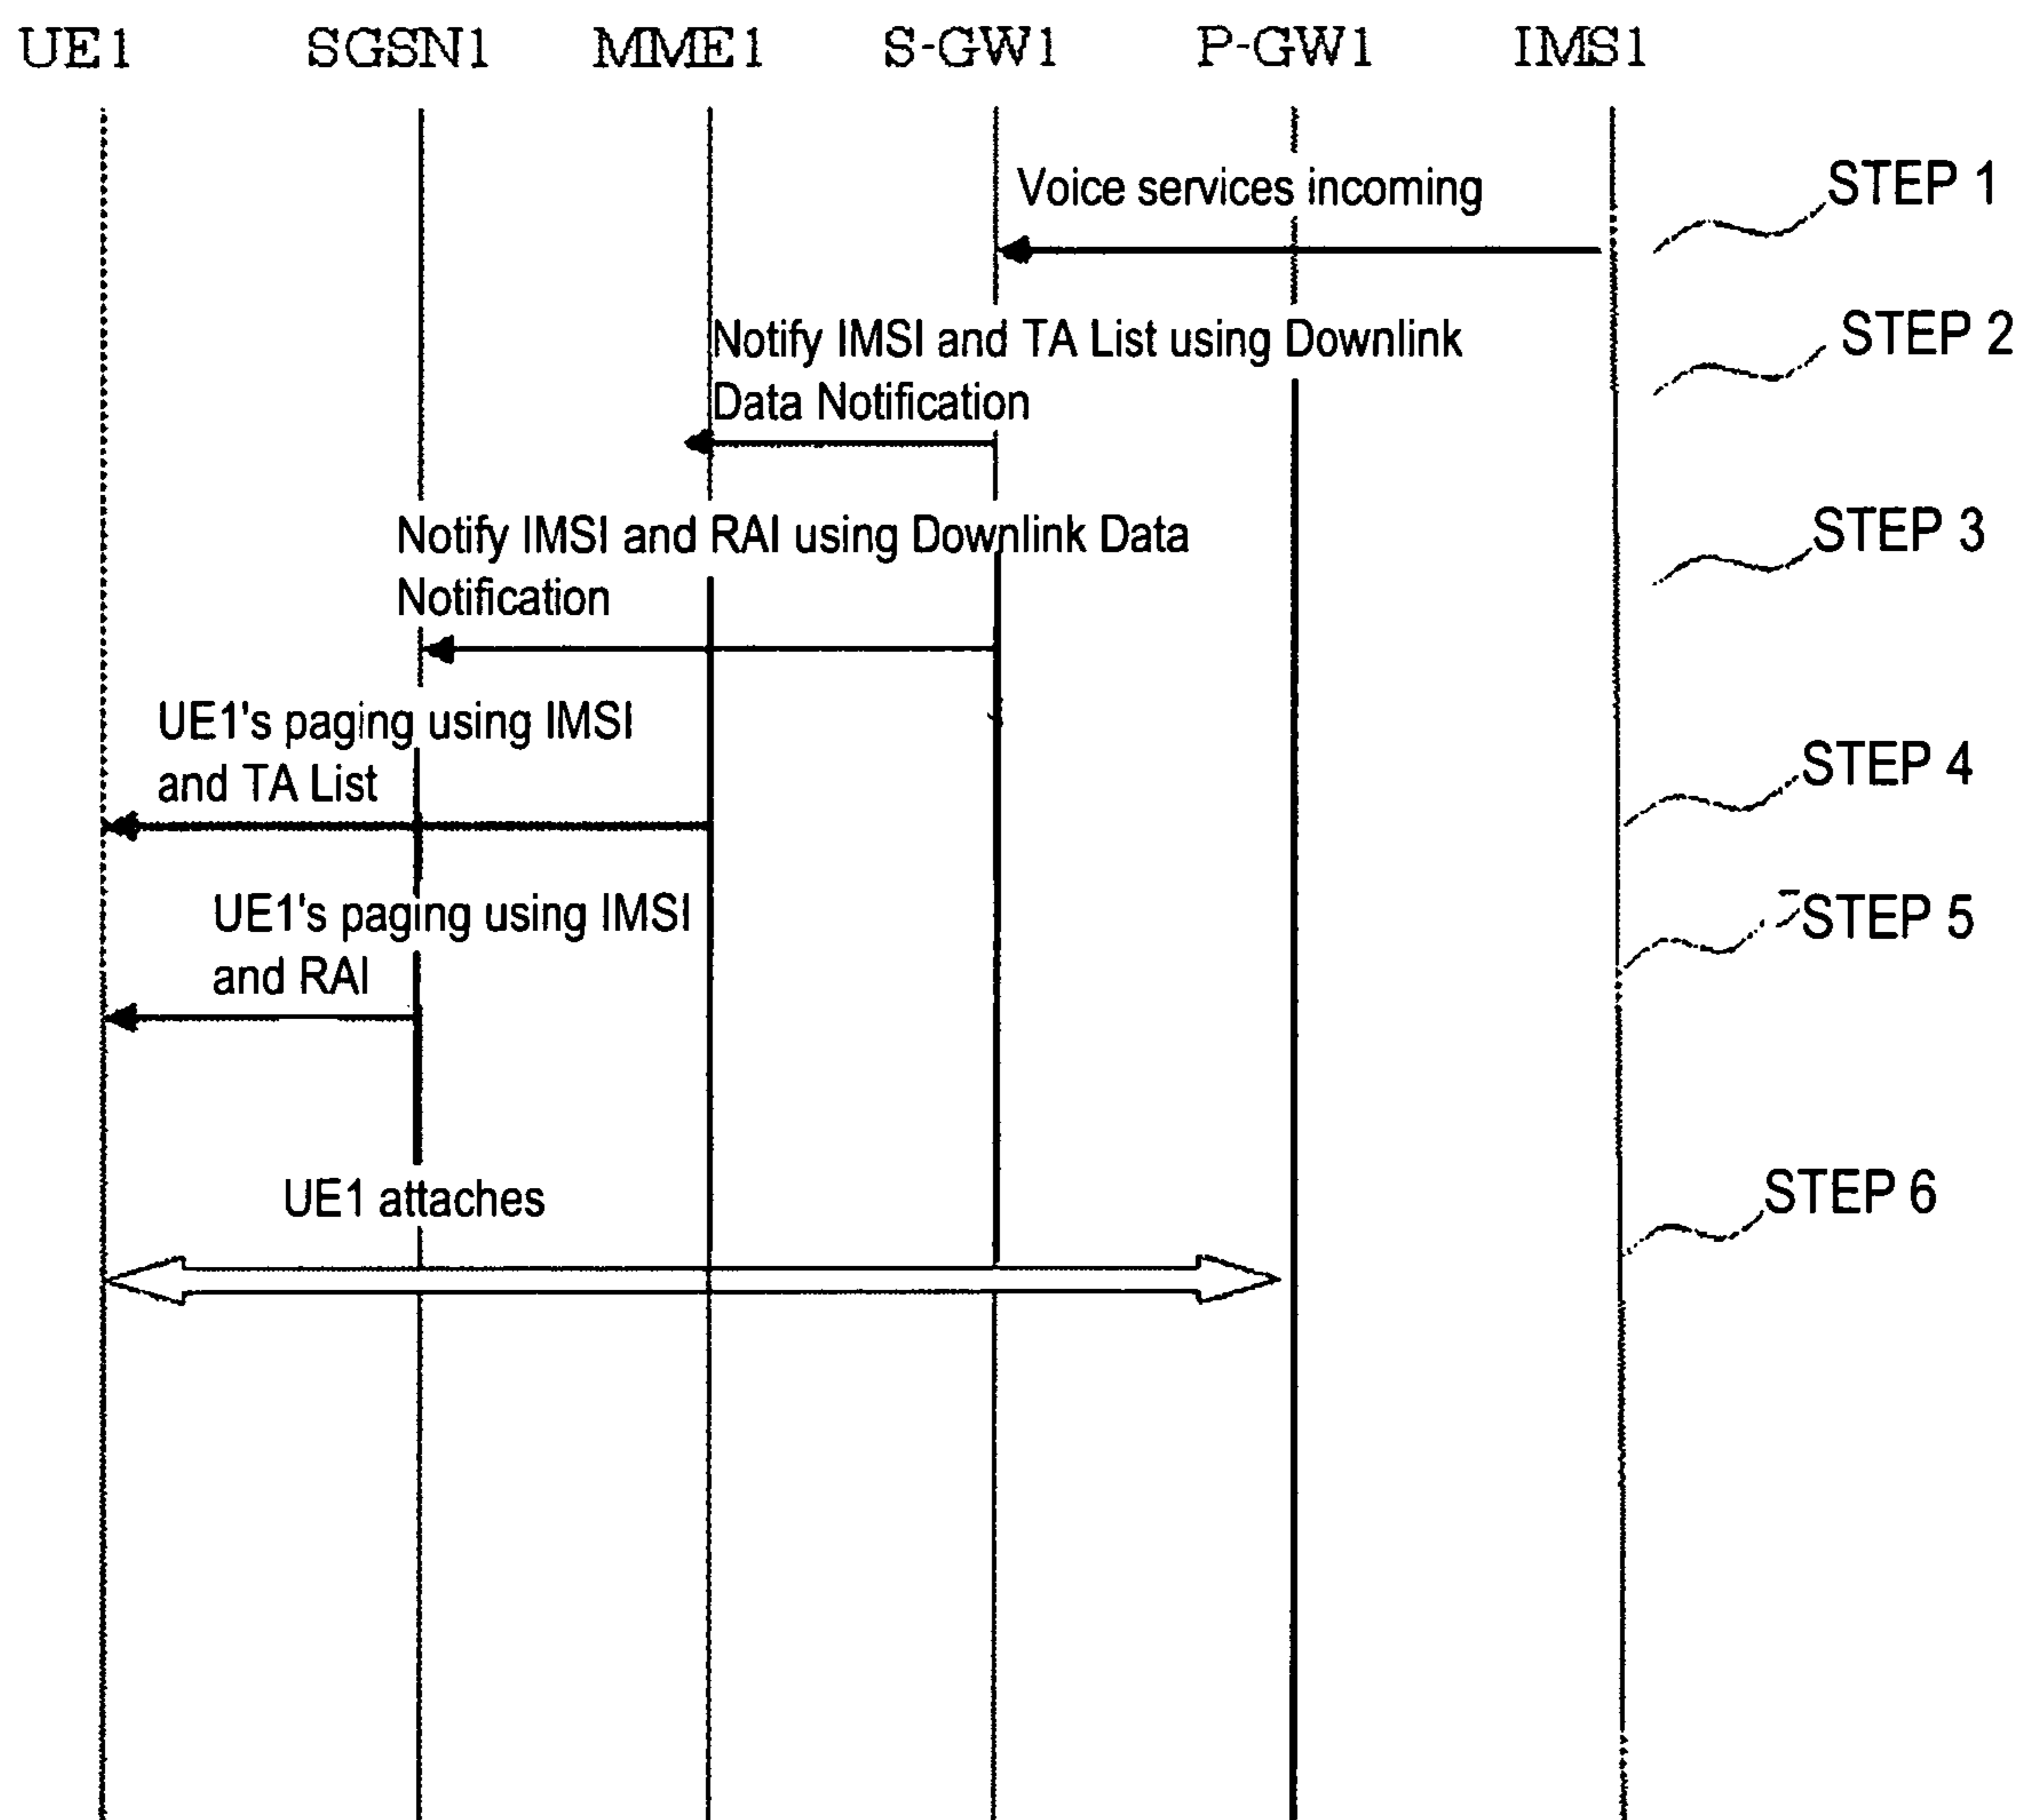 UE1 SGSN1 MME1 S-GW1 P-GW1 IMS1
Voice services incoming
STEP 1
Notify IMSI and TA List using Downlink
Data Notification
STEP 2
Notify IMSI and RAI using Downlink Data
Notification
STEP 3
UE1's paging using IMSI
and TA List
STEP 4
UE1's paging using IMSI
and RAI
STEP 5
UE1 attaches
STEP 6